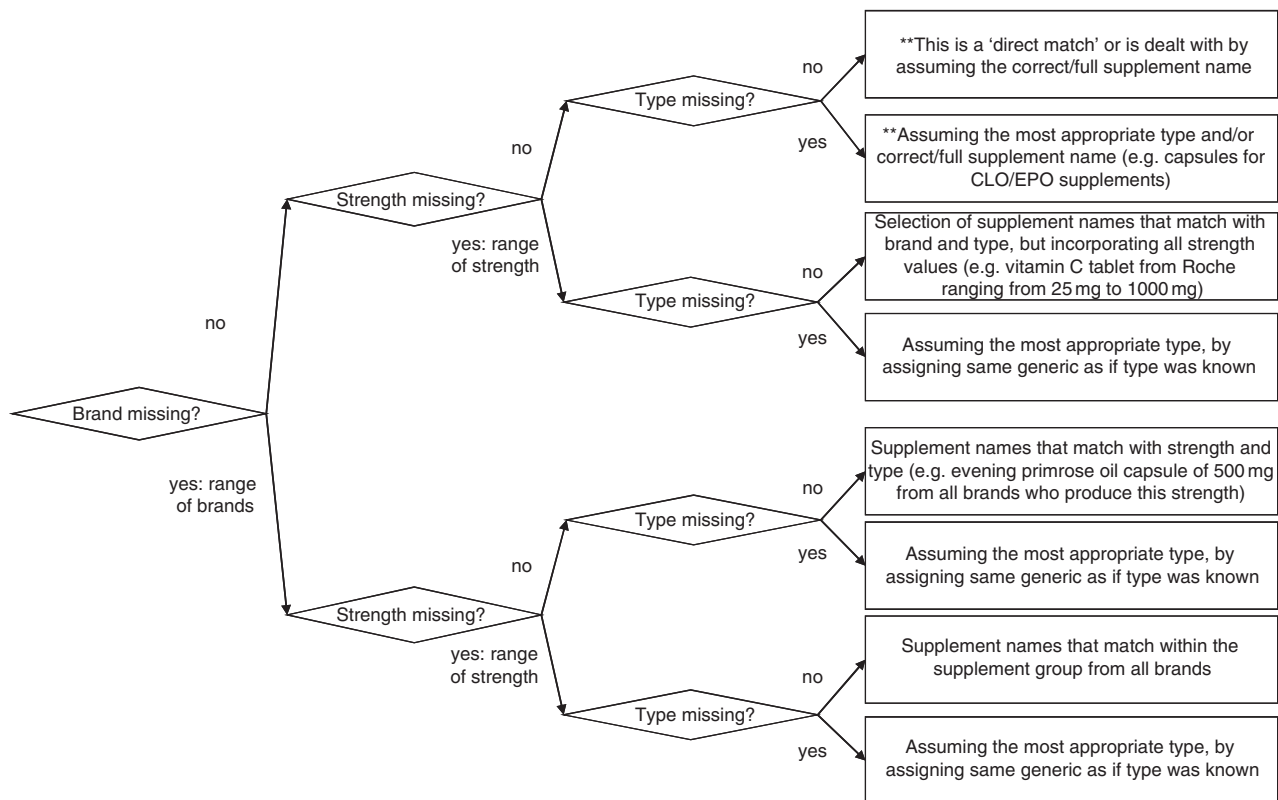 Brand missing?
no
yes: range
of brands
Strength missing?
no
yes: range
of strength
Type missing?
no
yes
**This is a ‘direct match’ or is dealt with by
assuming the correct/full supplement name
**Assuming the most appropriate type and/or
correct/full supplement name (e.g. capsules for
CLO/EPO supplements)
Type missing?
no
yes
Selection of supplement names that match with
brand and type, but incorporating all strength
values (e.g. vitamin C tablet from Roche
ranging from 25 mg to 1000 mg)
Assuming the most appropriate type, by
assigning same generic as if type was known
Strength missing?
no
yes: range
of strength
Type missing?
no
yes
Supplement names that match with strength and
type (e.g. evening primrose oil capsule of 500 mg
from all brands who produce this strength)
Assuming the most appropriate type, by
assigning same generic as if type was known
Type missing?
no
yes
Supplement names that match within the
supplement group from all brands
Assuming the most appropriate type, by
assigning same generic as if type was known